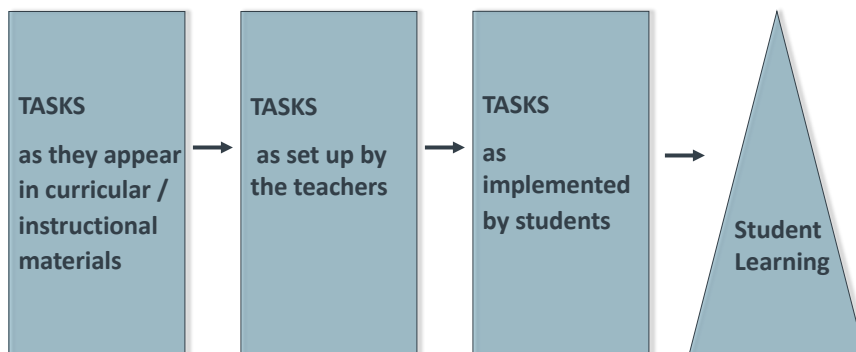 TASKS
as they appear
in curricular /
instructional
materials
TASKS
as set up by
the teachers
TASKS
as
implemented
by students
Student
Learning